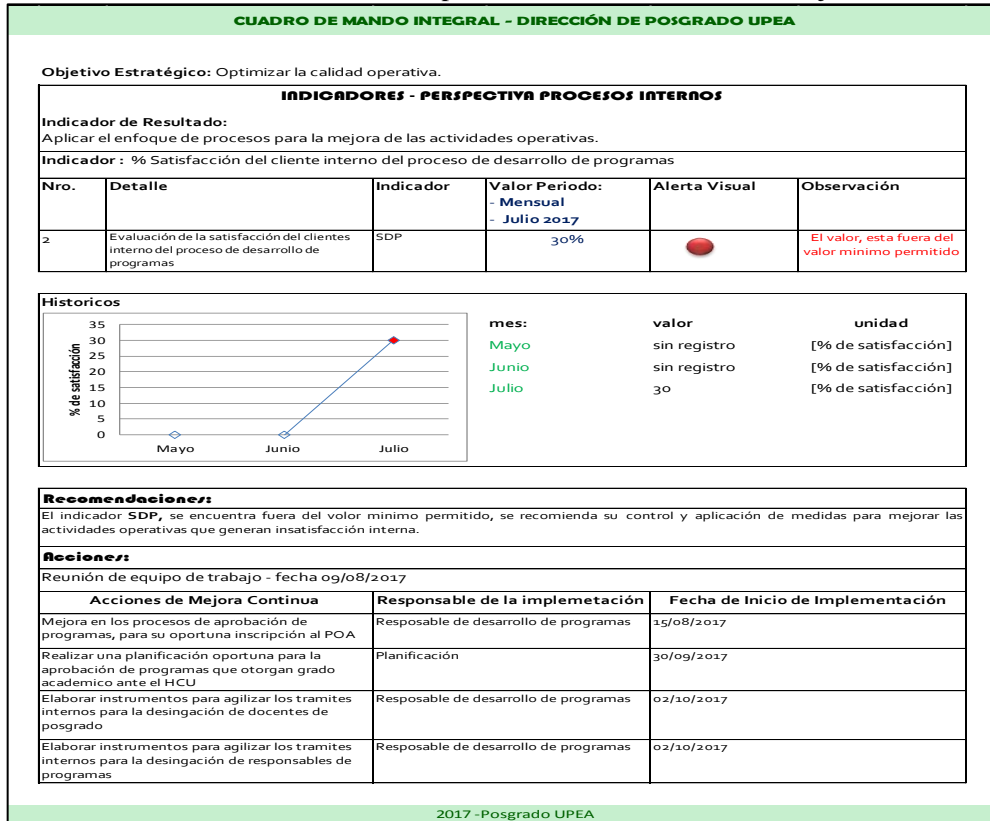 CUADRO DE MANDO INTEGRAL - DIRECCIÓN DE POSGRADO UPEA
Objetivo Estratégico: Optimizar la calidad operativa.
INDICADORES - PERSPECTIVA PROCESOS INTERNOS
Indicador de Resultado:
Aplicar el enfoque de procesos para la mejora de las actividades operativas.
Indicador : % Satisfacción del cliente interno del proceso de desarrollo de programas
Nro. Detalle Indicador Valor Periodo: Alerta Visual Observación
- Mensual
- Julio 2017
2 Evaluación de la satisfacción del clientes SDP 30% El valor, esta fuera del
interno del proceso de desarrollo de valor minimo permitido
programas
Historicos
% de satisfacción
35
30
25
20
15
10
5
0
Mayo Junio Julio
mes: valor unidad
Mayo sin registro [% de satisfacción]
Junio sin registro [% de satisfacción]
Julio 30 [% de satisfacción]
Recomendaciones:
El indicador SDP, se encuentra fuera del volor minimo permitido, se recomienda su control y aplicación de medidas para mejorar las
actividades operativas que generan insatisfacción interna.
Acciones:
Reunión de equipo de trabajo - fecha 09/08/2017
Acciones de Mejora Continua Responsable de la implemetación Fecha de Inicio de Implementación
Mejora en los procesos de aprobación de Resposable de desarrollo de programas 15/08/2017
programas, para su oportuna inscripción al POA
Realizar una planificación oportuna para la Planificación 30/09/2017
aprobación de programas que otorgan grado
academico ante el HCU
Elaborar instrumentos para agilizar los tramites Resposable de desarrollo de programas 02/10/2017
internos para la desingación de docentes de
posgrado
Elaborar instrumentos para agilizar los tramites Resposable de desarrollo de programas 02/10/2017
internos para la desingación de responsables de
programas
2017 -Posgrado UPEA